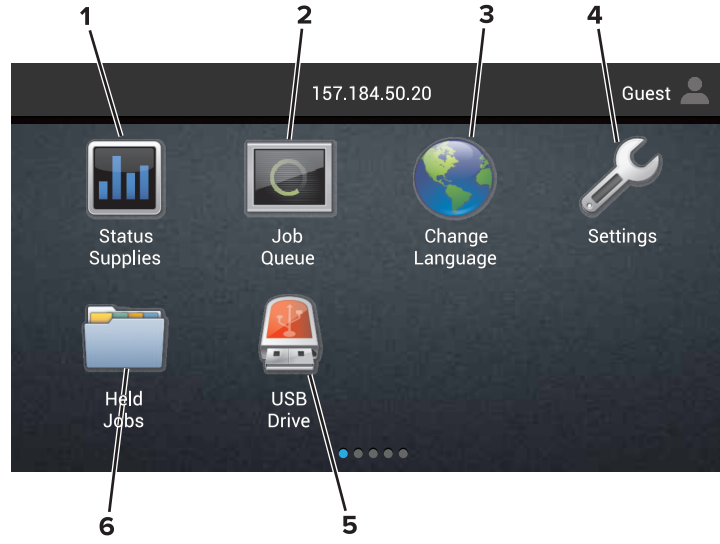 1 2 3 4
157.184.50.20 Guest
Status
Supplies
Job
Queue
Change
Language
Settings
Held
Jobs
USB
Drive
6 5